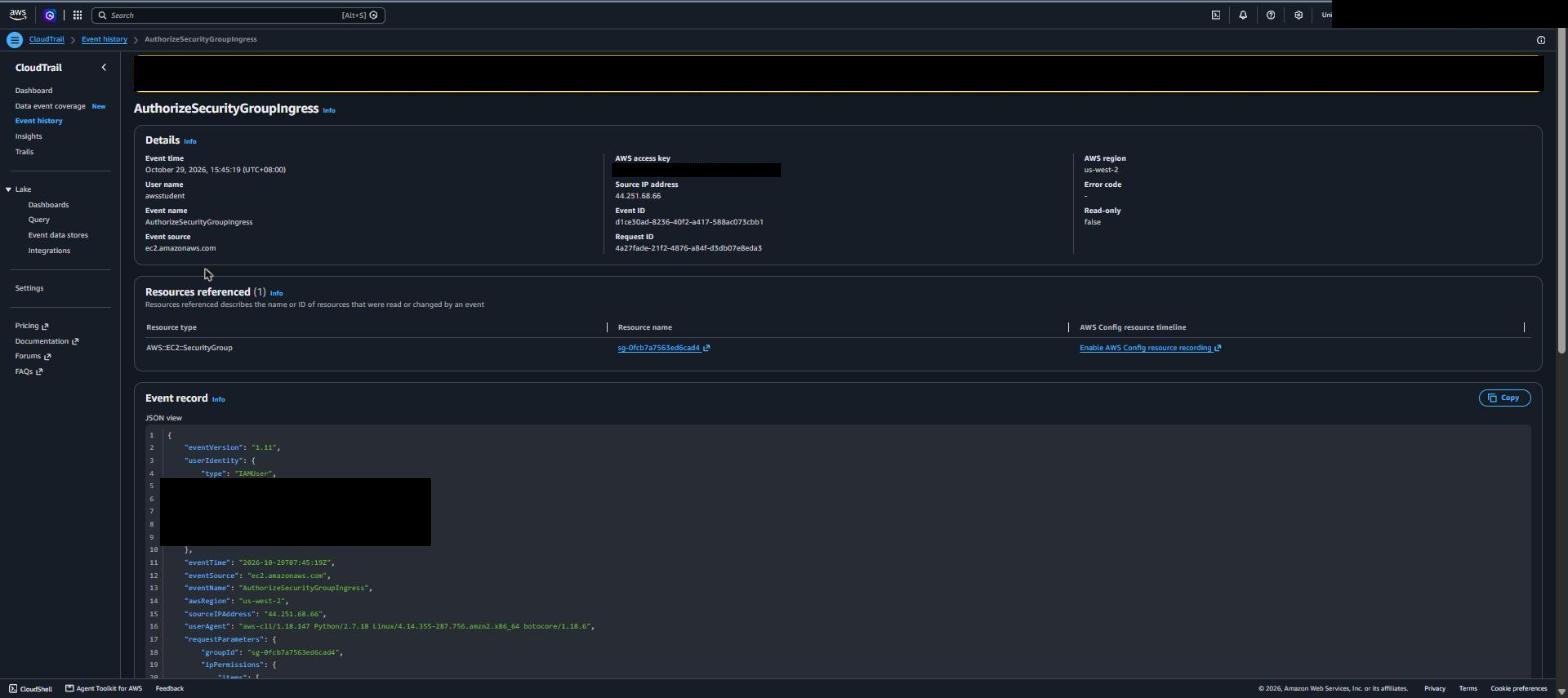 aws
Search [Alt+S]
Uni
CloudTrail > Event history > AuthorizeSecurityGroupIngress
CloudTrail
Dashboard
Data event coverage New
Event history
Insights
Trails
Lake
Dashboards
Query
Event data stores
Integrations
Settings
Pricing
Documentation
Forums
FAQs
AuthorizeSecurityGroupIngress Info
Details Info
Event time
October 29, 2026, 15:45:19 (UTC+08:00)
User name
awsstudent
Event name
AuthorizeSecurityGroupIngress
Event source
ec2.amazonaws.com
AWS access key
Source IP address
44.251.68.66
Event ID
d1ce30ad-8236-40f2-a417-588ac073cbb1
Request ID
4a27fade-21f2-4876-a84f-d3db07e8eda3
AWS region
us-west-2
Error code
-
Read-only
false
Resources referenced (1) Info
Resources referenced describes the name or ID of resources that were read or changed by an event
Resource type Resource name AWS Config resource timeline
AWS::EC2::SecurityGroup sg-0fcb7a7563ed6cad4 Enable AWS Config resource recording
Event record Info
Copy
JSON view
1 {
2 "eventVersion": "1.11",
3 "userIdentity": {
4 "type": "IAMUser",
5
6
7
8
9
10 },
11 "eventTime": "2026-10-29T07:45:19Z",
12 "eventSource": "ec2.amazonaws.com",
13 "eventName": "AuthorizeSecurityGroupIngress",
14 "awsRegion": "us-west-2",
15 "sourceIPAddress": "44.251.68.66",
16 "userAgent": "aws-cli/1.18.147 Python/2.7.18 Linux/4.14.355-287.756.amzn2.x86_64 botocore/1.18.6",
17 "requestParameters": {
18 "groupId": "sg-0fcb7a7563ed6cad4",
19 "ipPermissions": {
20 "items": [
CloudShell Agent Toolkit for AWS Feedback
© 2026, Amazon Web Services, Inc. or its affiliates. Privacy Terms Cookie preferences